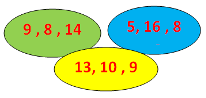 9 , 8 , 14
5, 16 , 8
13, 10 , 9